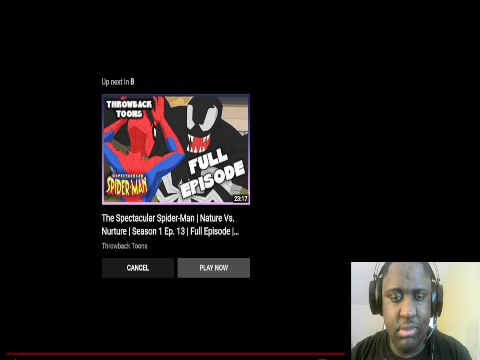 Up next in 8
THROWBACK
TOONS
FULL
EPISODE
SPECTACULAR
SPIDER-MAN
23:17
The Spectacular Spider-Man | Nature Vs.
Nurture | Season 1 Ep. 13 | Full Episode |...
Throwback Toons
CANCEL
PLAY NOW